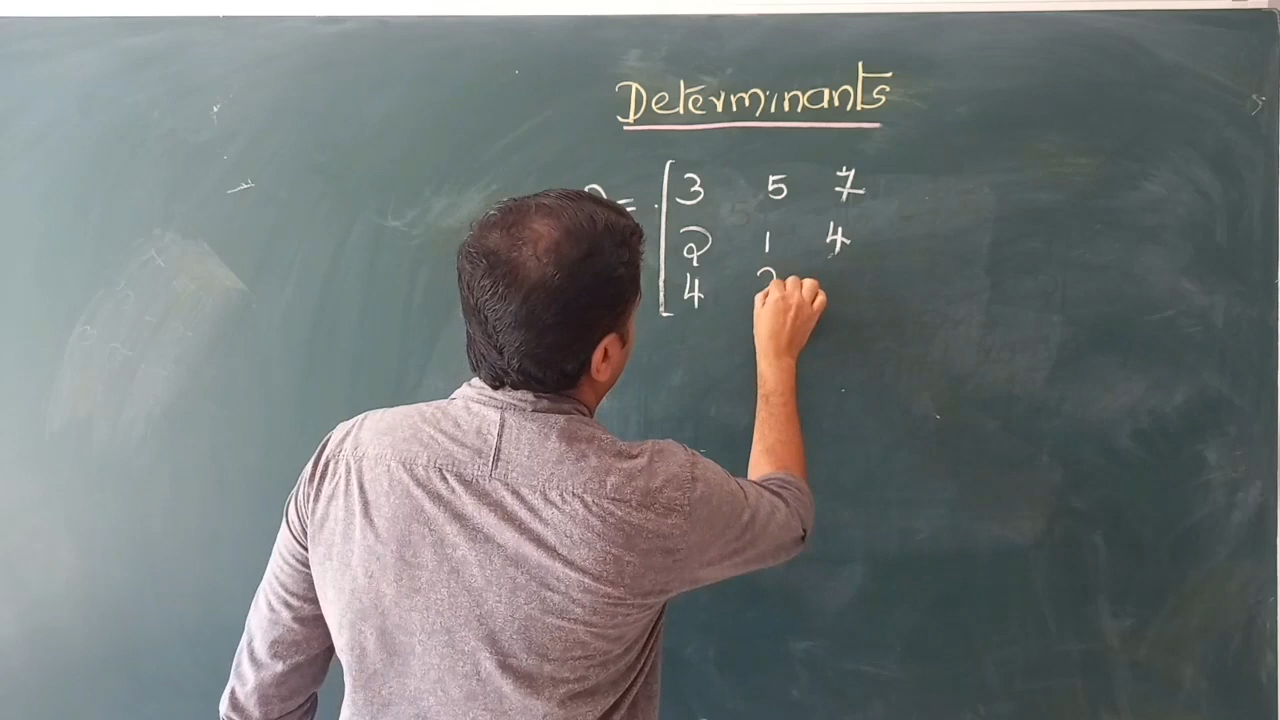 Determinants
= [ 3 5 7
2 1 4
4